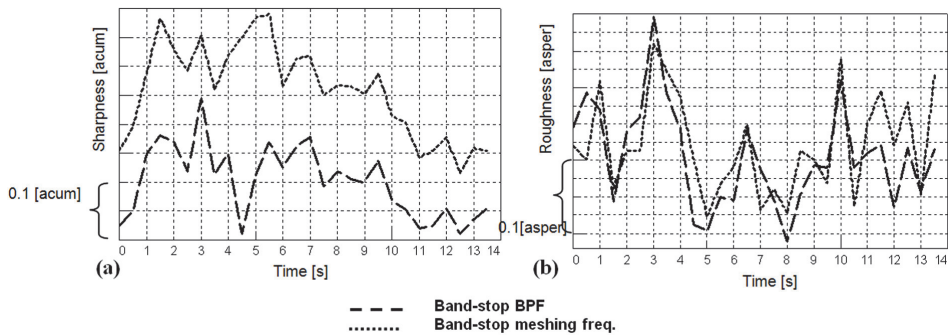 Sharpness [acum]
0.1 [acum]
0 1 2 3 4 5 6 7 8 9 10 11 12 13 14
Time [s]
(a)
Roughness [asper]
0.1[asper]
0 1 2 3 4 5 6 7 8 9 10 11 12 13 14
Time [s]
(b)
Band-stop BPF
Band-stop meshing freq.